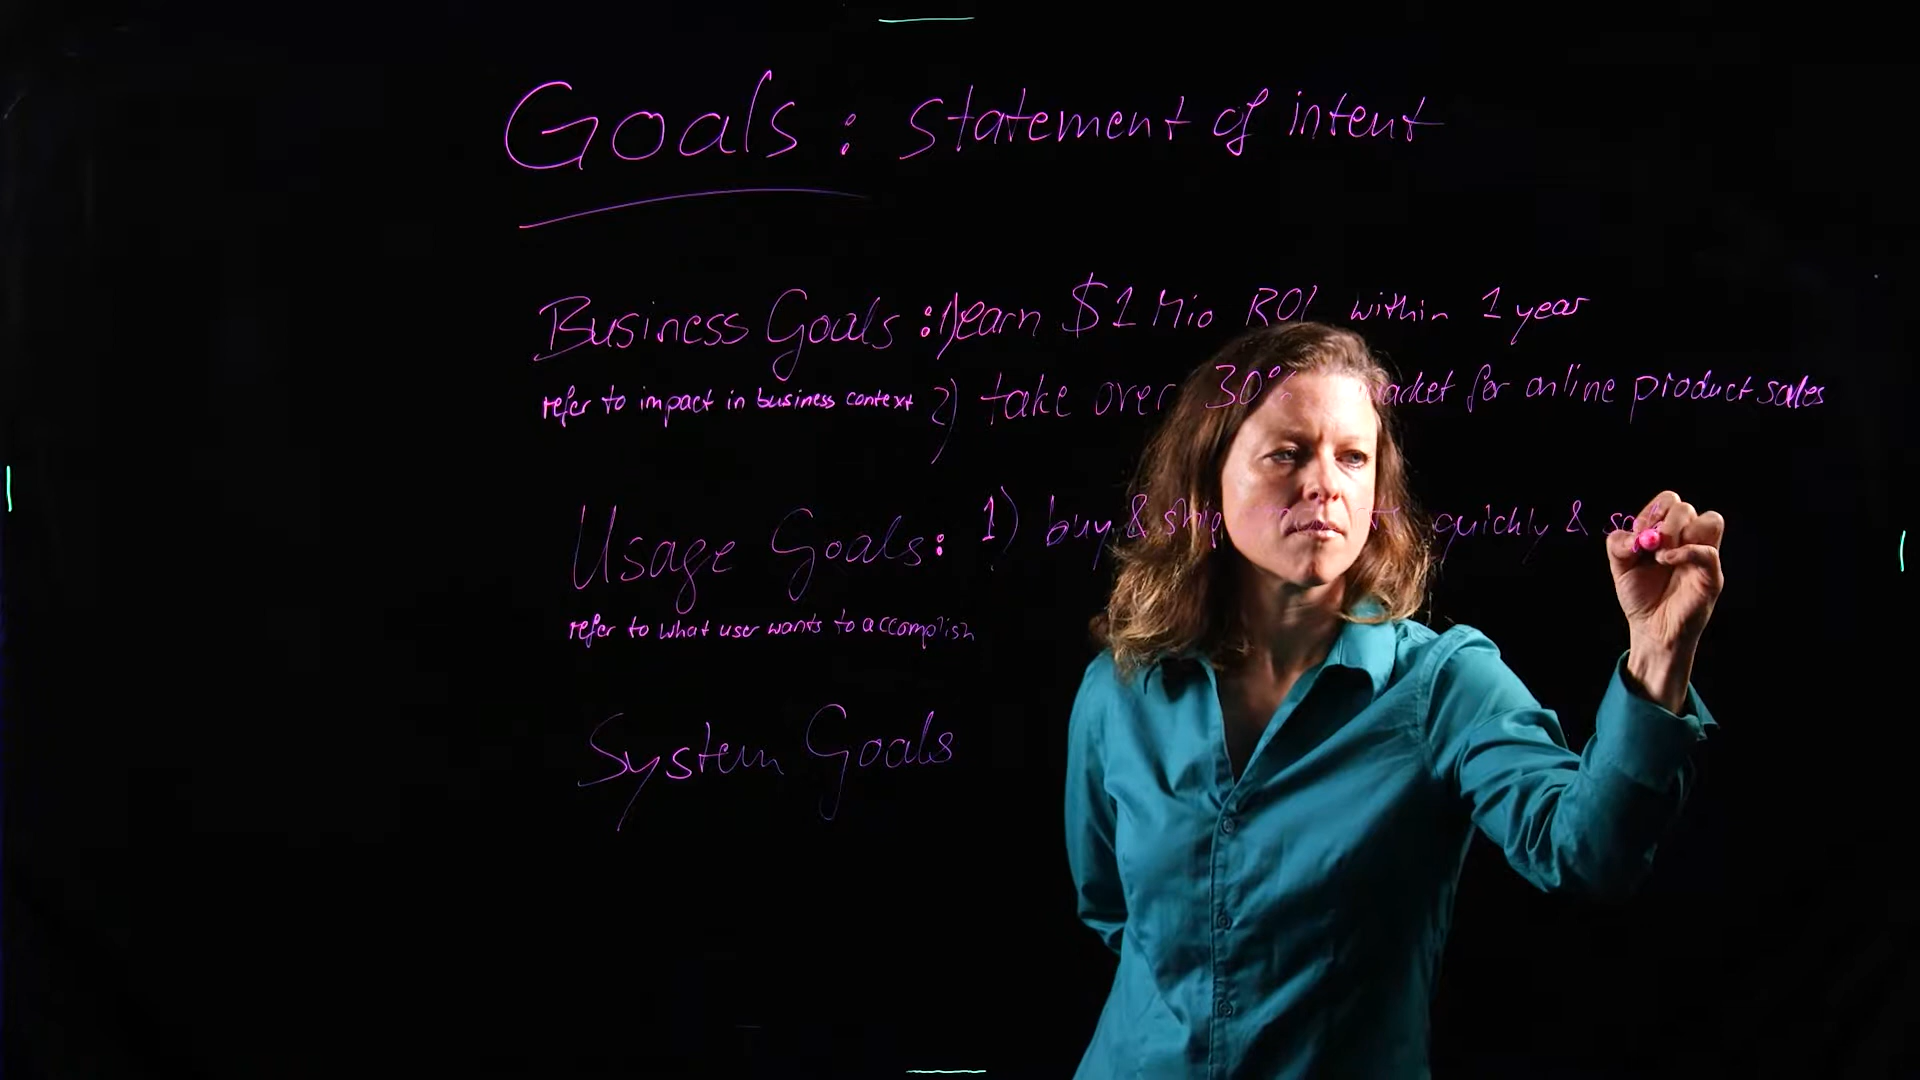 Goals: statement of intent
Business Goals: 1) earn $1 Mio ROI within 1 year
refer to impact in business context 2) take over 30% market for online product sales
Usage Goals: 1) buy & ship quickly &
refer to what user wants to accomplish
System Goals